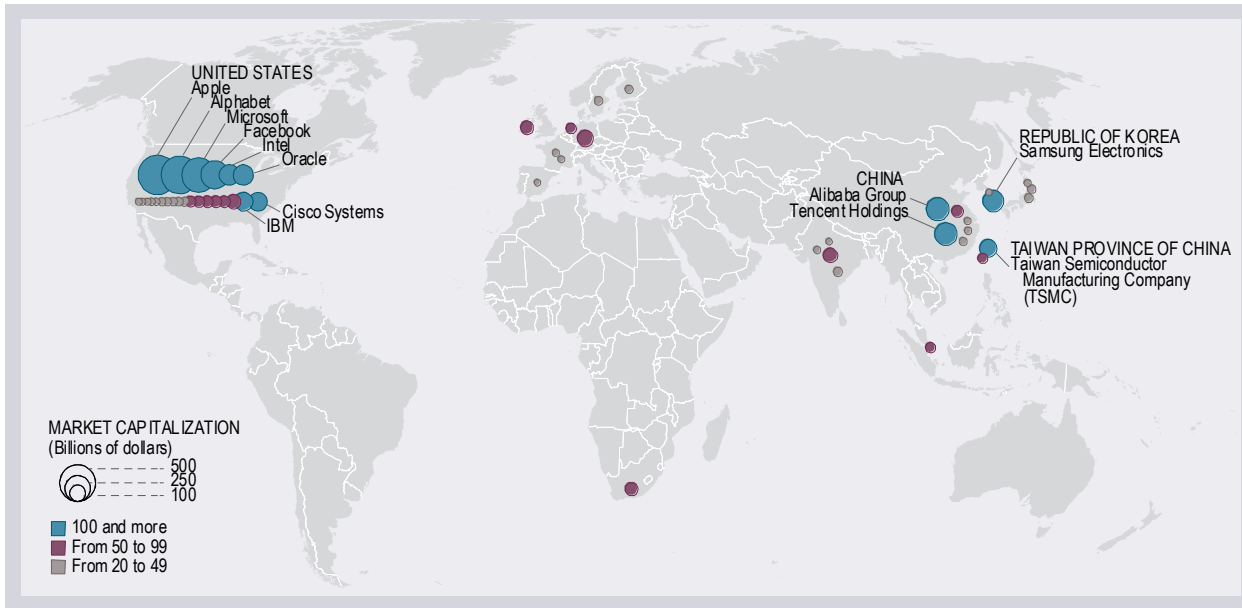 UNITED STATES
Apple
Alphabet
Microsoft
Facebook
Intel
Oracle
Cisco Systems
IBM
REPUBLIC OF KOREA
Samsung Electronics
CHINA
Alibaba Group
Tencent Holdings
TAIWAN PROVINCE OF CHINA
Taiwan Semiconductor
Manufacturing Company
(TSMC)
MARKET CAPITALIZATION
(Billions of dollars)
500
250
100
100 and more
From 50 to 99
From 20 to 49